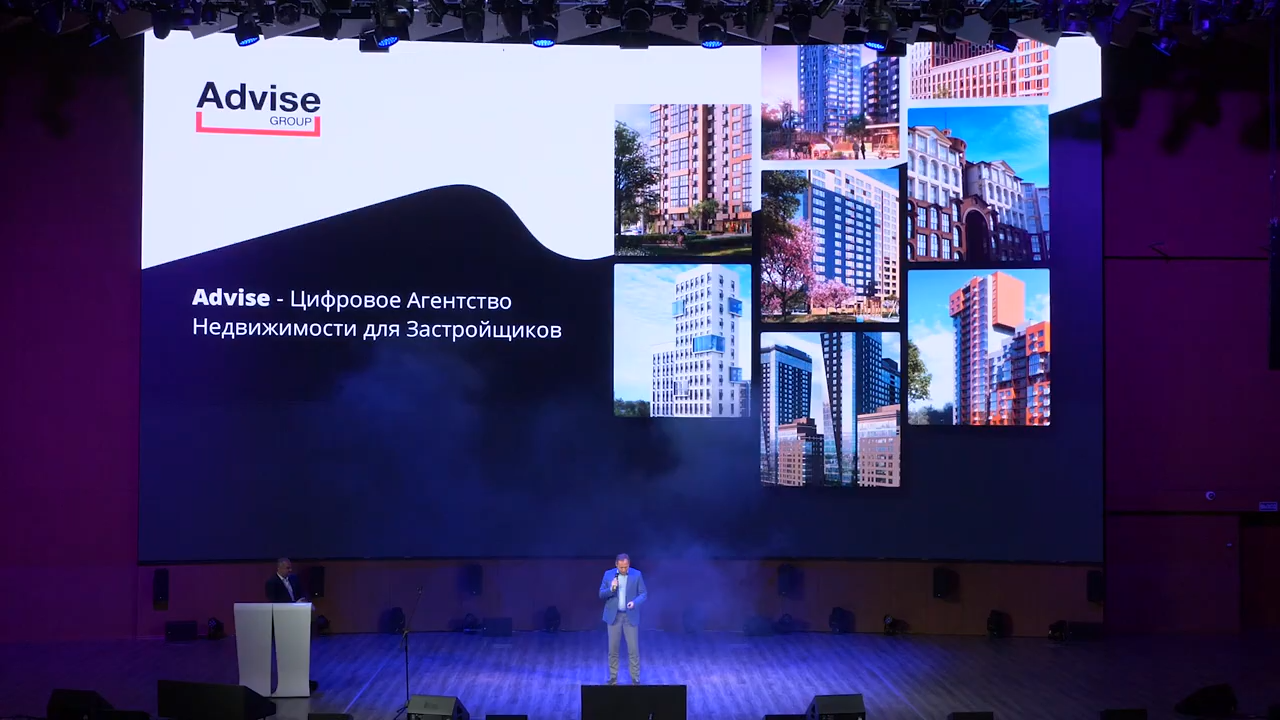 Advise
GROUP
Advise - Цифровое Агентство
Недвижимости для Застройщиков